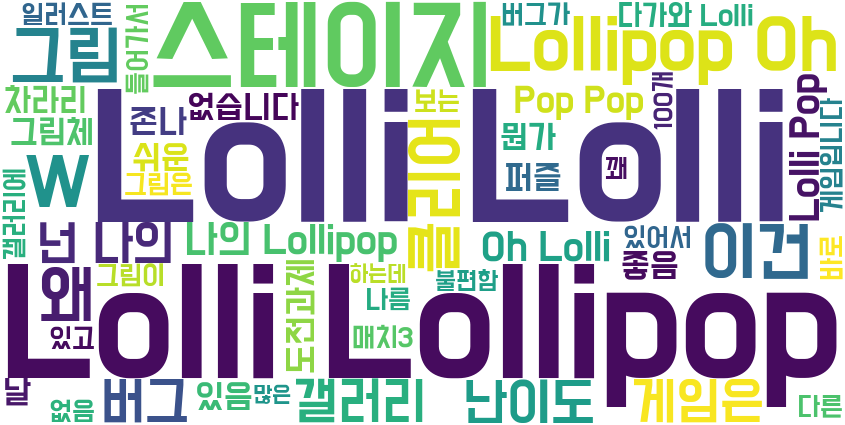 일러스트
그림
들어가서
스테이지
Lollipop Oh
버그가
다가와 Lolli
차라리
그림체
존나
없습니다
보는
Pop Pop
100개
Lolli Pop
게임입니다
Lolli Lolli
W
쉬운
그림은
클리어
뭔가
퍼즐
꽤
갤러리에
넌 나의
나의 Lollipop
Oh Lolli
있어서
좋음
이건
바로
왜
그림이
도전과제
하는데
불편함
나름
매치3
있고
Lolli Lollipop
달
없음
버그
있음
많은
갤러리
난이도
게임은
다른